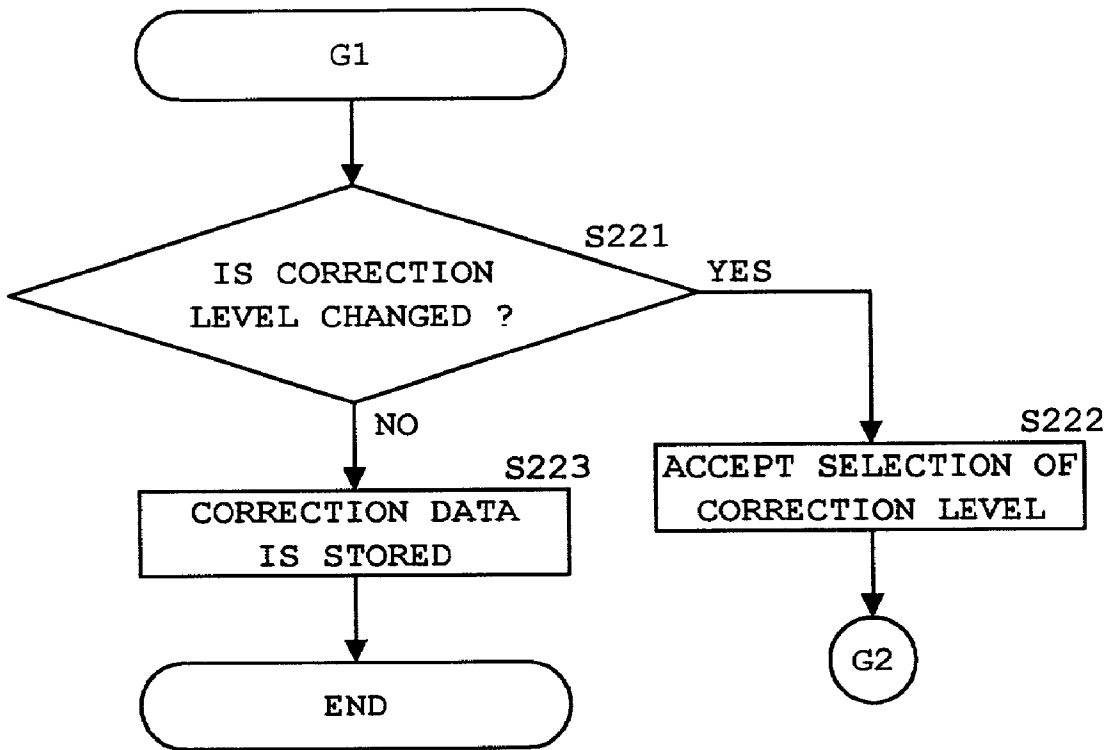 G1
S221
IS CORRECTION
LEVEL CHANGED ?
YES
NO
S222
ACCEPT SELECTION OF
CORRECTION LEVEL
S223
CORRECTION DATA
IS STORED
G2
END